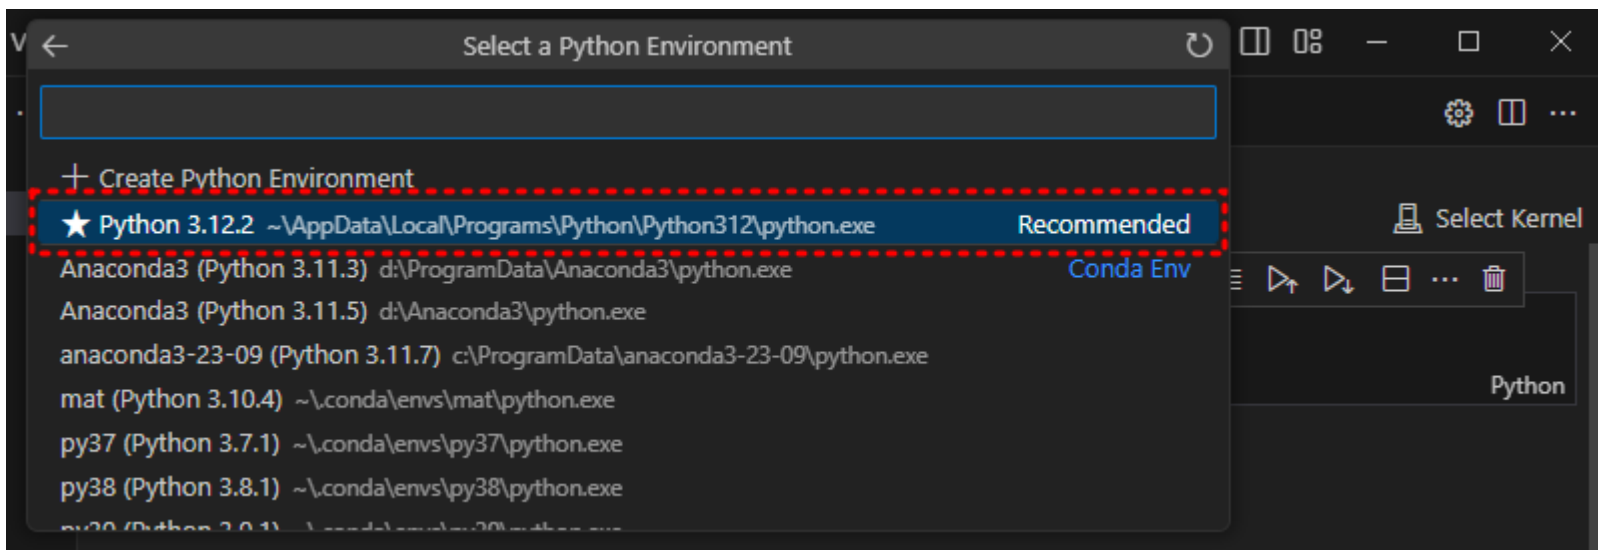 V
Select a Python Environment
Create Python Environment
Python 3.12.2 ~\AppData\Local\Programs\Python\Python312\python.exe Recommended
Select Kernel
Anaconda3 (Python 3.11.3) d:\ProgramData\Anaconda3\python.exe Conda Env
Anaconda3 (Python 3.11.5) d:\Anaconda3\python.exe
anaconda3-23-09 (Python 3.11.7) c:\ProgramData\anaconda3-23-09\python.exe
mat (Python 3.10.4) ~\.conda\envs\mat\python.exe
Python
py37 (Python 3.7.1) ~\.conda\envs\py37\python.exe
py38 (Python 3.8.1) ~\.conda\envs\py38\python.exe